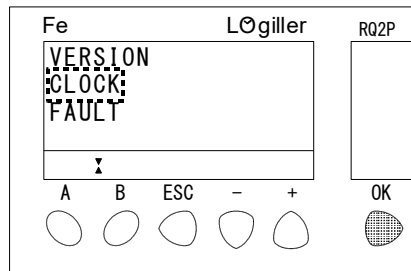 Fe LOgiller RQ2P
VERSION
CLOCK
FAULT
A B ESC - + OK